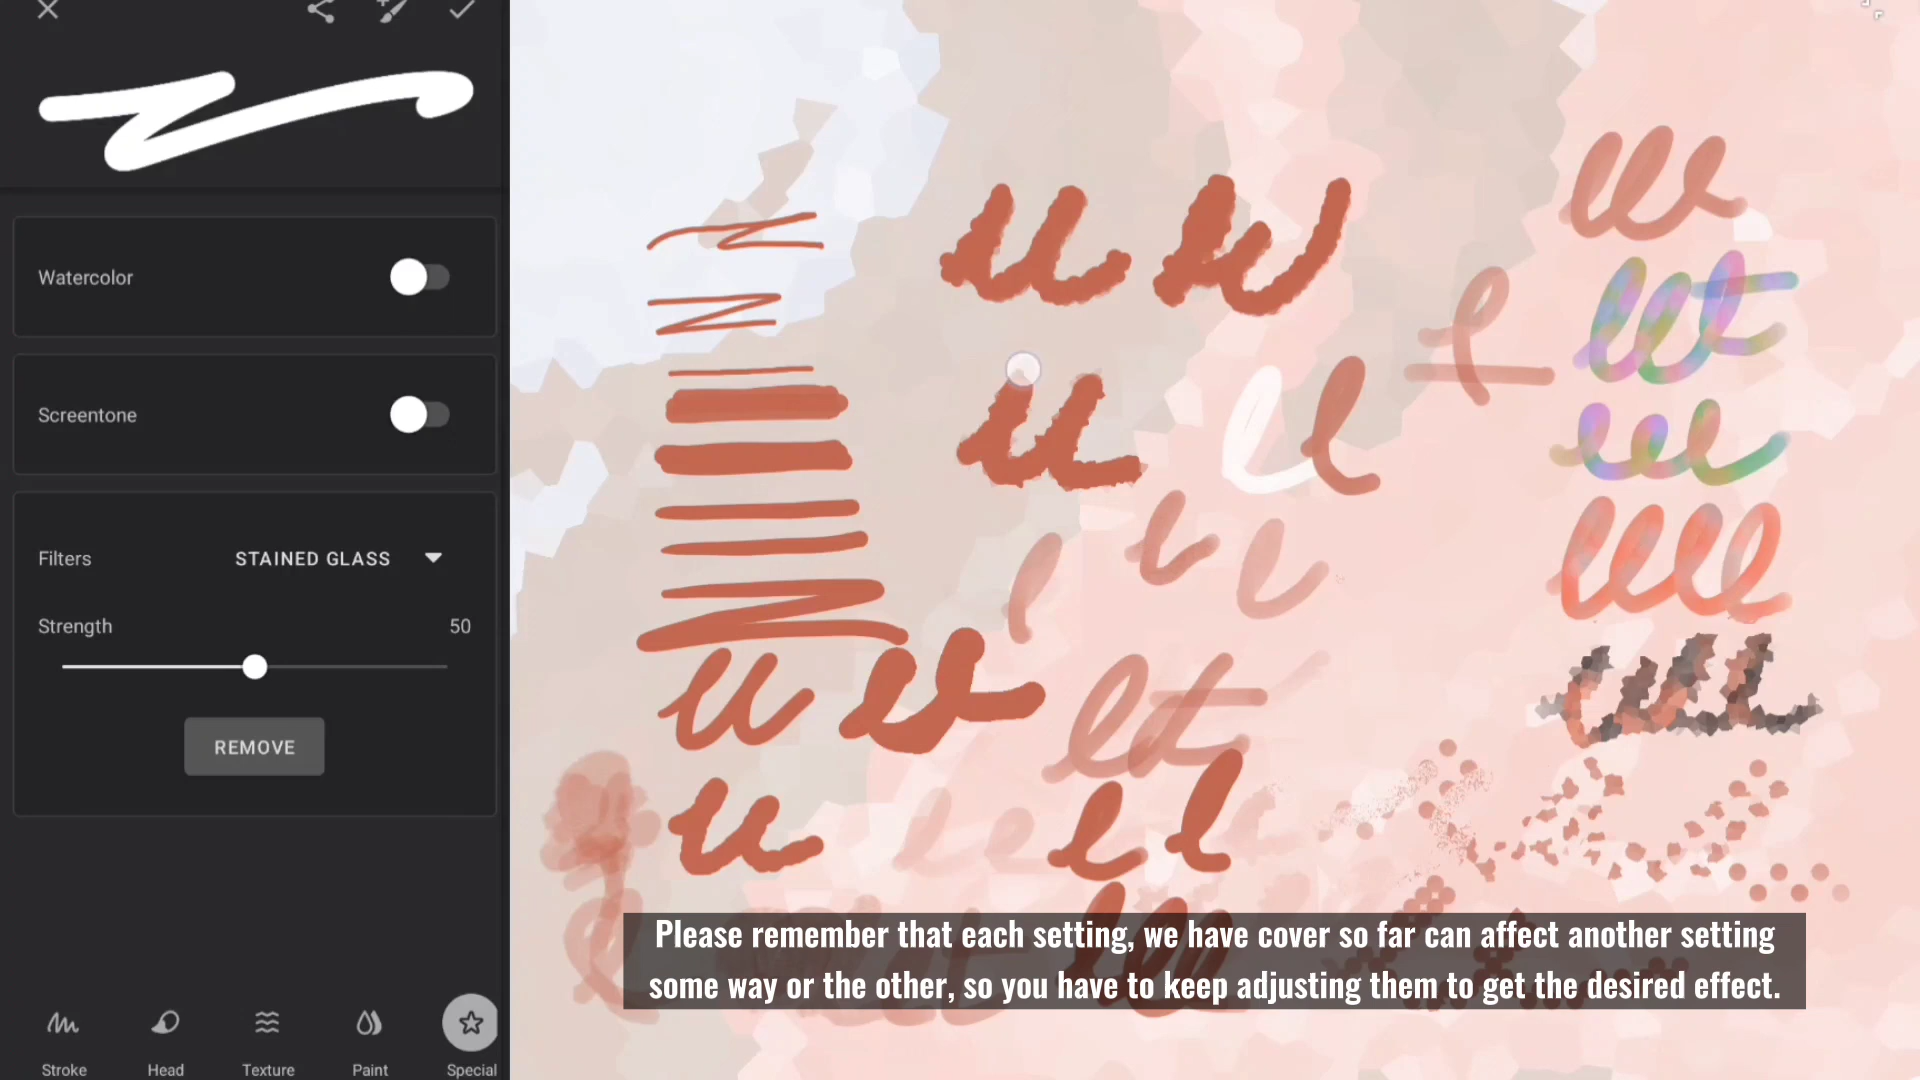 Watercolor
Screentone
Filters STAINED GLASS
Strength 50
REMOVE
Stroke Head Texture Paint Special
Please remember that each setting, we have cover so far can affect another setting
some way or the other, so you have to keep adjusting them to get the desired effect.